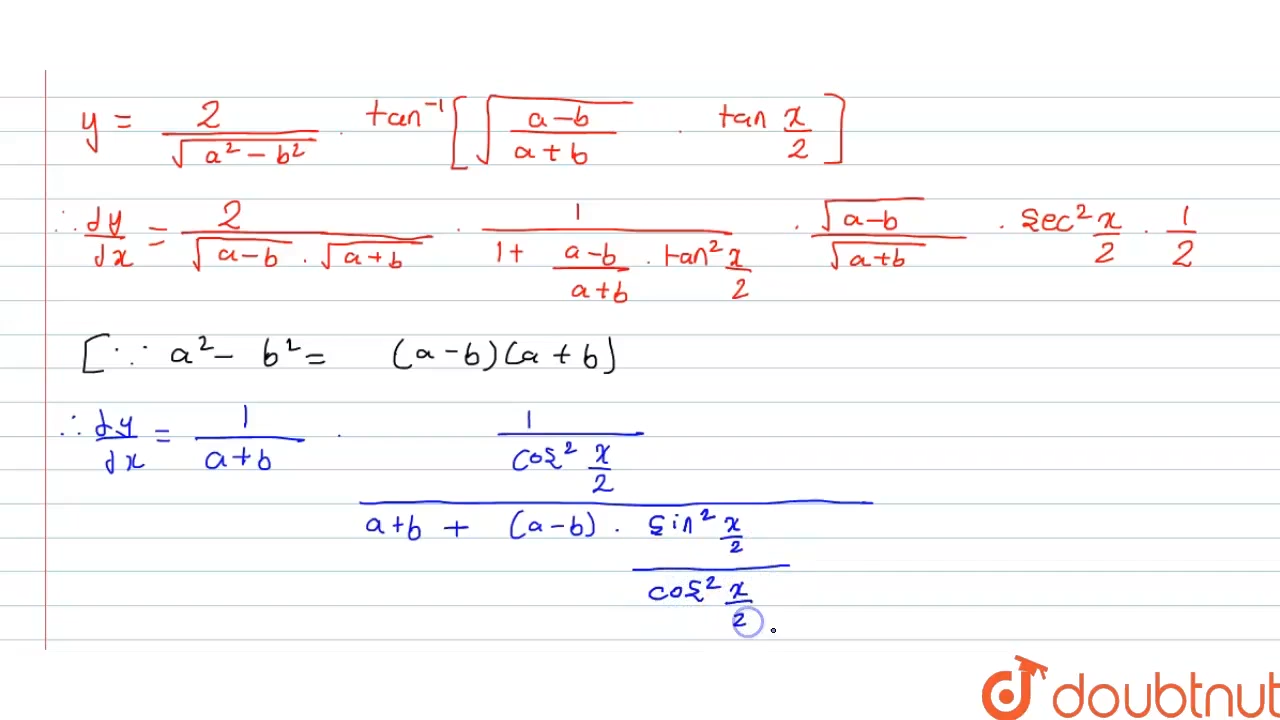 y = 2/√(a² - b²) · tan⁻¹ [ √((a-b)/(a+b)) · tan x/2 ]
∴ dy/dx = 2/(√(a-b) · √(a+b)) · 1/(1 + (a-b)/(a+b) · tan² x/2) · √(a-b)/√(a+b) · sec² x/2 · 1/2
[∵ a² - b² = (a-b)(a+b)]
∴ dy/dx = 1/(a+b) · (1/(cos² x/2))/(a+b + (a-b) · (sin² x/2)/(cos² x/2))
doubtnut